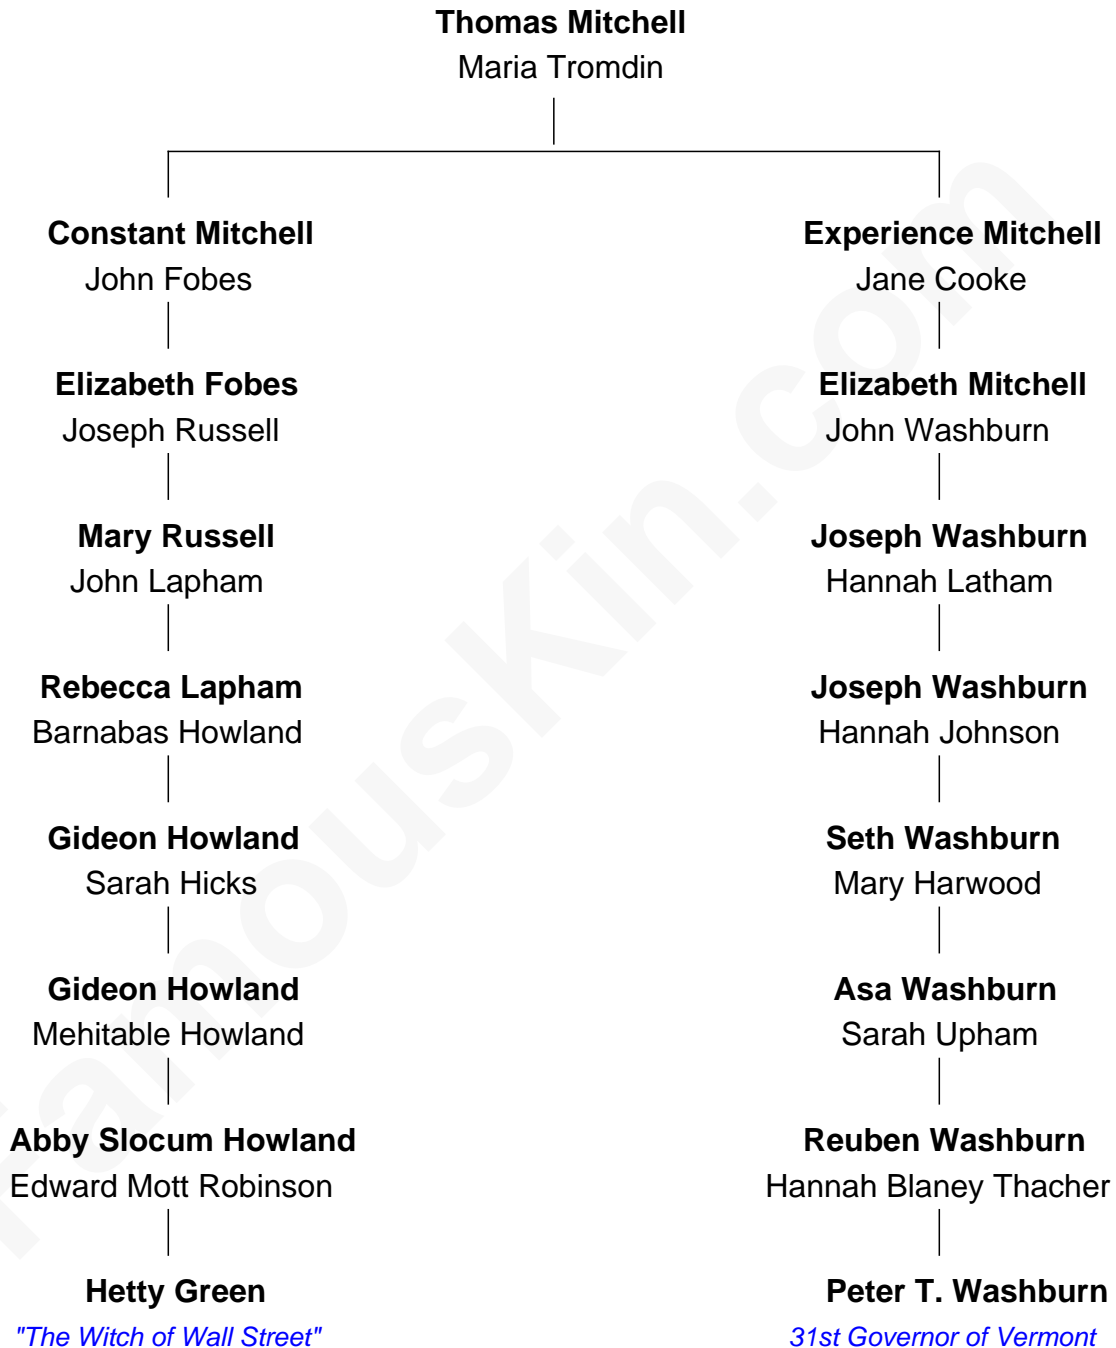 Thomas Mitchell
Maria Tromdin
Constant Mitchell
John Fobes
Experience Mitchell
Jane Cooke
Elizabeth Fobes
Joseph Russell
Elizabeth Mitchell
John Washburn
Mary Russell
John Lapham
Joseph Washburn
Hannah Latham
Rebecca Lapham
Barnabas Howland
Joseph Washburn
Hannah Johnson
Gideon Howland
Sarah Hicks
Seth Washburn
Mary Harwood
Gideon Howland
Mehitable Howland
Asa Washburn
Sarah Upham
Abby Slocum Howland
Edward Mott Robinson
Reuben Washburn
Hannah Blaney Thacher
Hetty Green
"The Witch of Wall Street"
Peter T. Washburn
31st Governor of Vermont
FamousKin.com